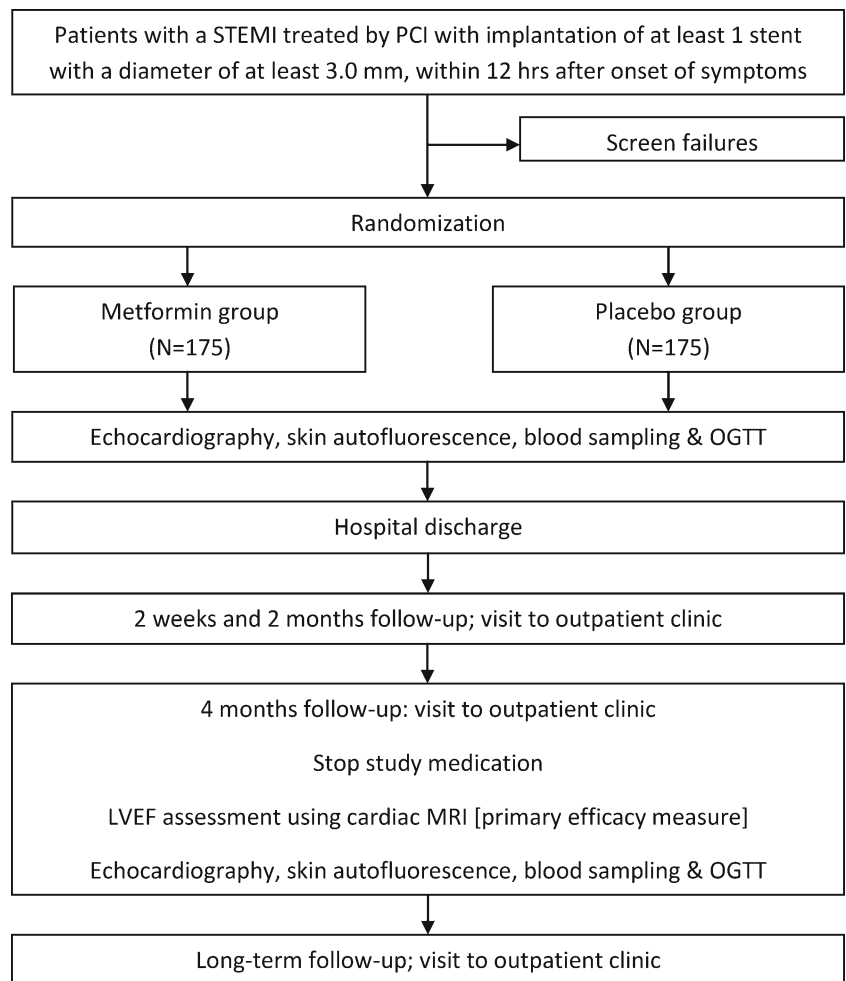 Patients with a STEMI treated by PCI with implantation of at least 1 stent
with a diameter of at least 3.0 mm, within 12 hrs after onset of symptoms
Screen failures
Randomization
Metformin group
(N=175)
Placebo group
(N=175)
Echocardiography, skin autofluorescence, blood sampling & OGTT
Hospital discharge
2 weeks and 2 months follow-up; visit to outpatient clinic
4 months follow-up: visit to outpatient clinic
Stop study medication
LVEF assessment using cardiac MRI [primary efficacy measure]
Echocardiography, skin autofluorescence, blood sampling & OGTT
Long-term follow-up; visit to outpatient clinic